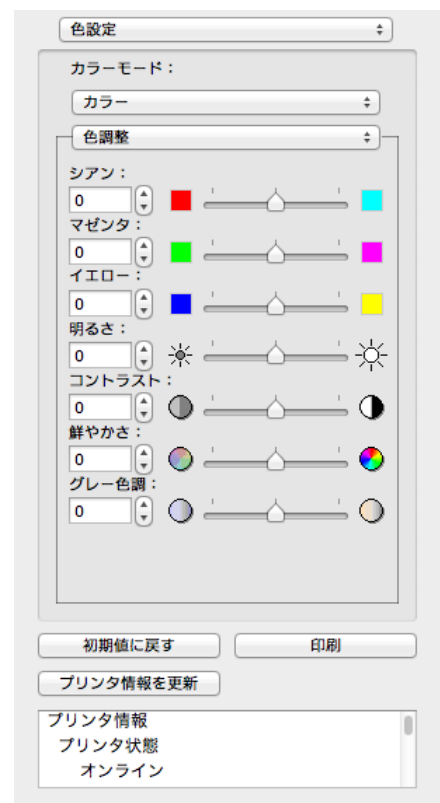 色設定
カラーモード：
カラー
色調整
シアン：
0
マゼンタ：
0
イエロー：
0
明るさ：
0
コントラスト：
0
鮮やかさ：
0
グレー色調：
0
初期値に戻す 印刷
プリンタ情報を更新
プリンタ情報
プリンタ状態
オンライン